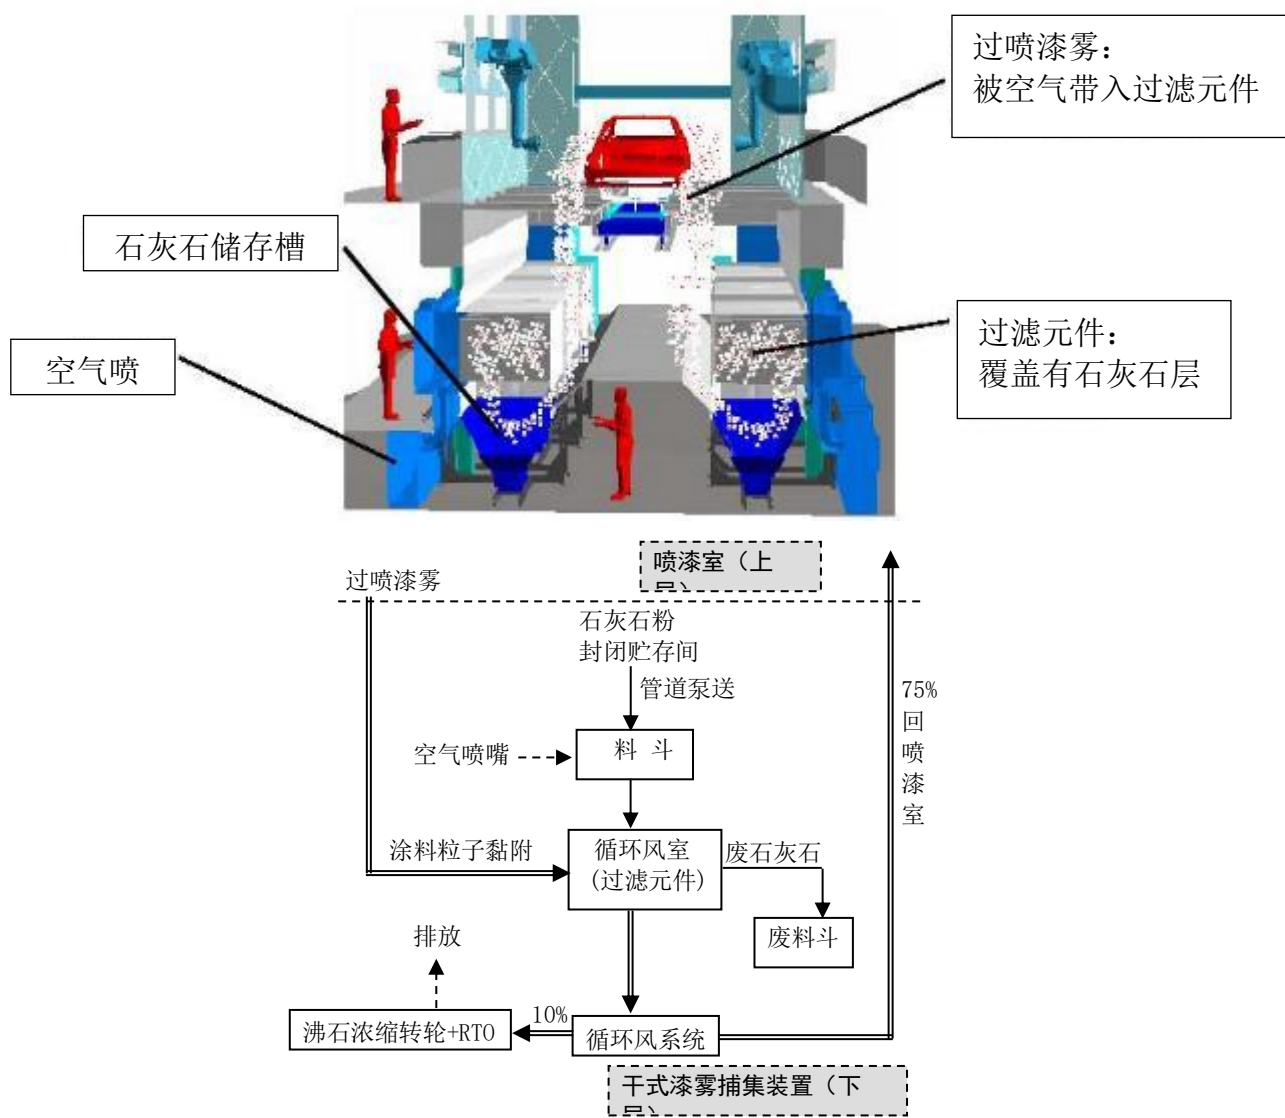 过喷漆雾：
被空气带入过滤元件
石灰石储存槽
空气喷
过滤元件：
覆盖有石灰石层
喷漆室（上
过喷漆雾
石灰石粉
封闭贮存间
管道泵送
75%
回
喷
漆
室
空气喷嘴
料 斗
涂料粒子黏附
循环风室
(过滤元件)
废石灰石
废料斗
排放
沸石浓缩转轮+RTO
10%
循环风系统
干式漆雾捕集装置（下